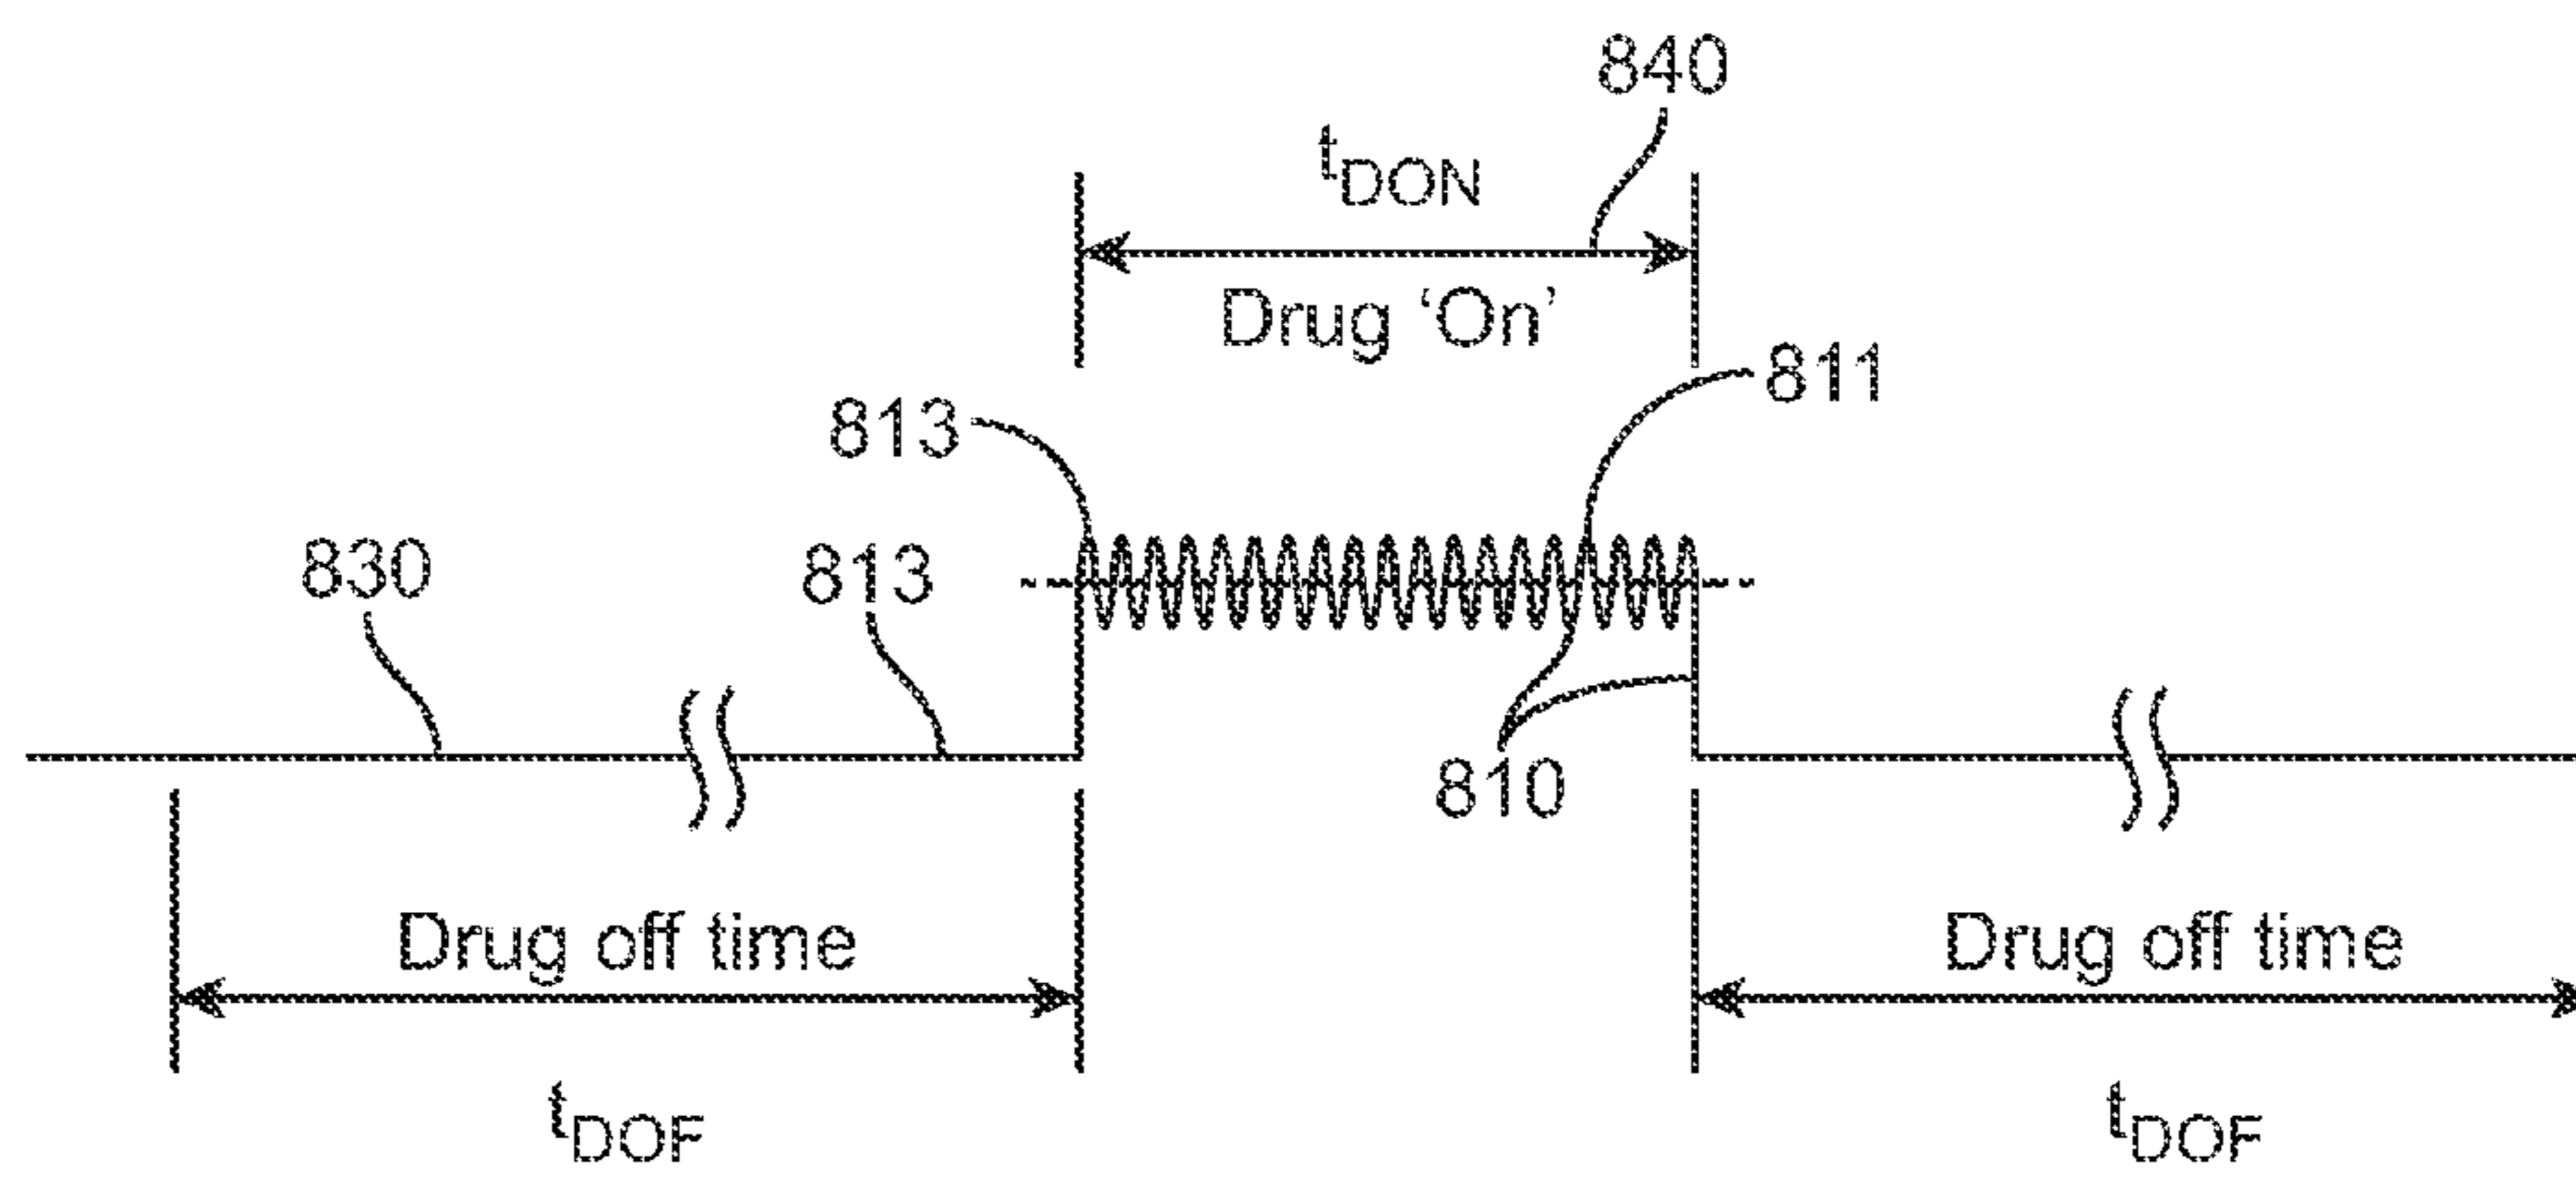 840
tDON
Drug ‘On’
811
813
830
813
810
Drug off time
Drug off time
tDOF
tDOF